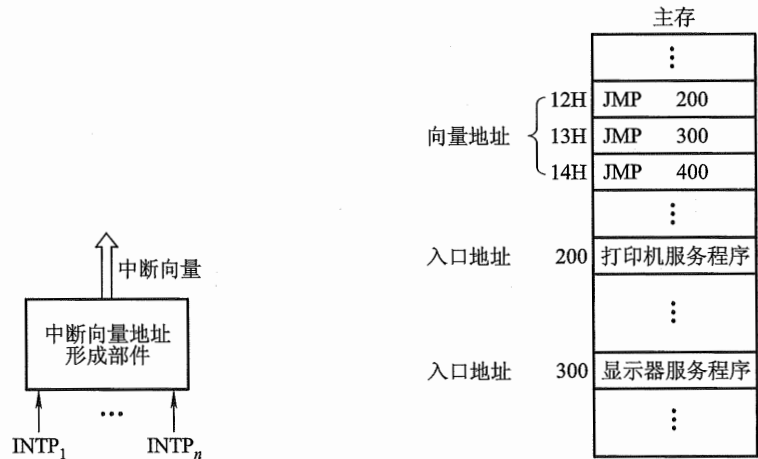 主存
⋮
12H JMP 200
向量地址 13H JMP 300
14H JMP 400
⋮
入口地址 200 打印机服务程序
⋮
入口地址 300 显示器服务程序
⋮
中断向量
中断向量地址
形成部件
INTP₁ … INTPₙ